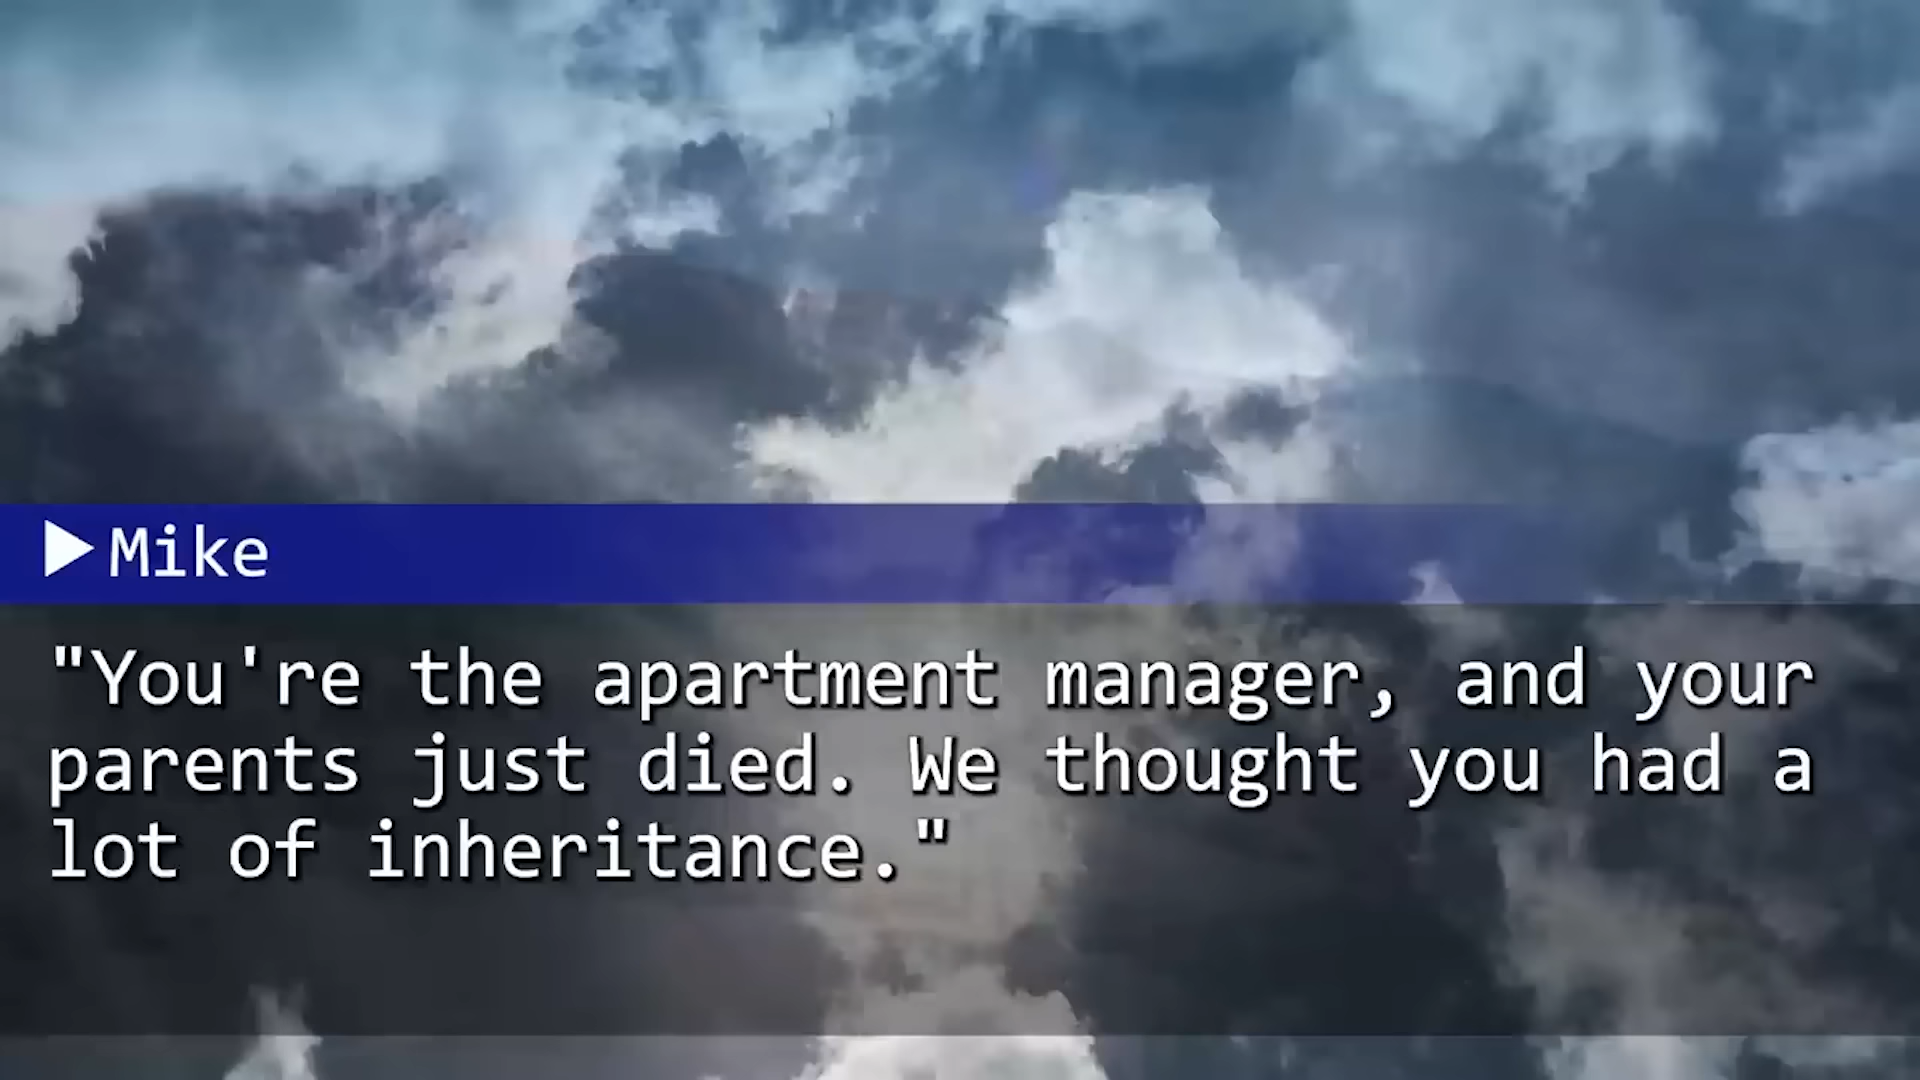 ▶Mike
"You're the apartment manager, and your
parents just died. We thought you had a
lot of inheritance."